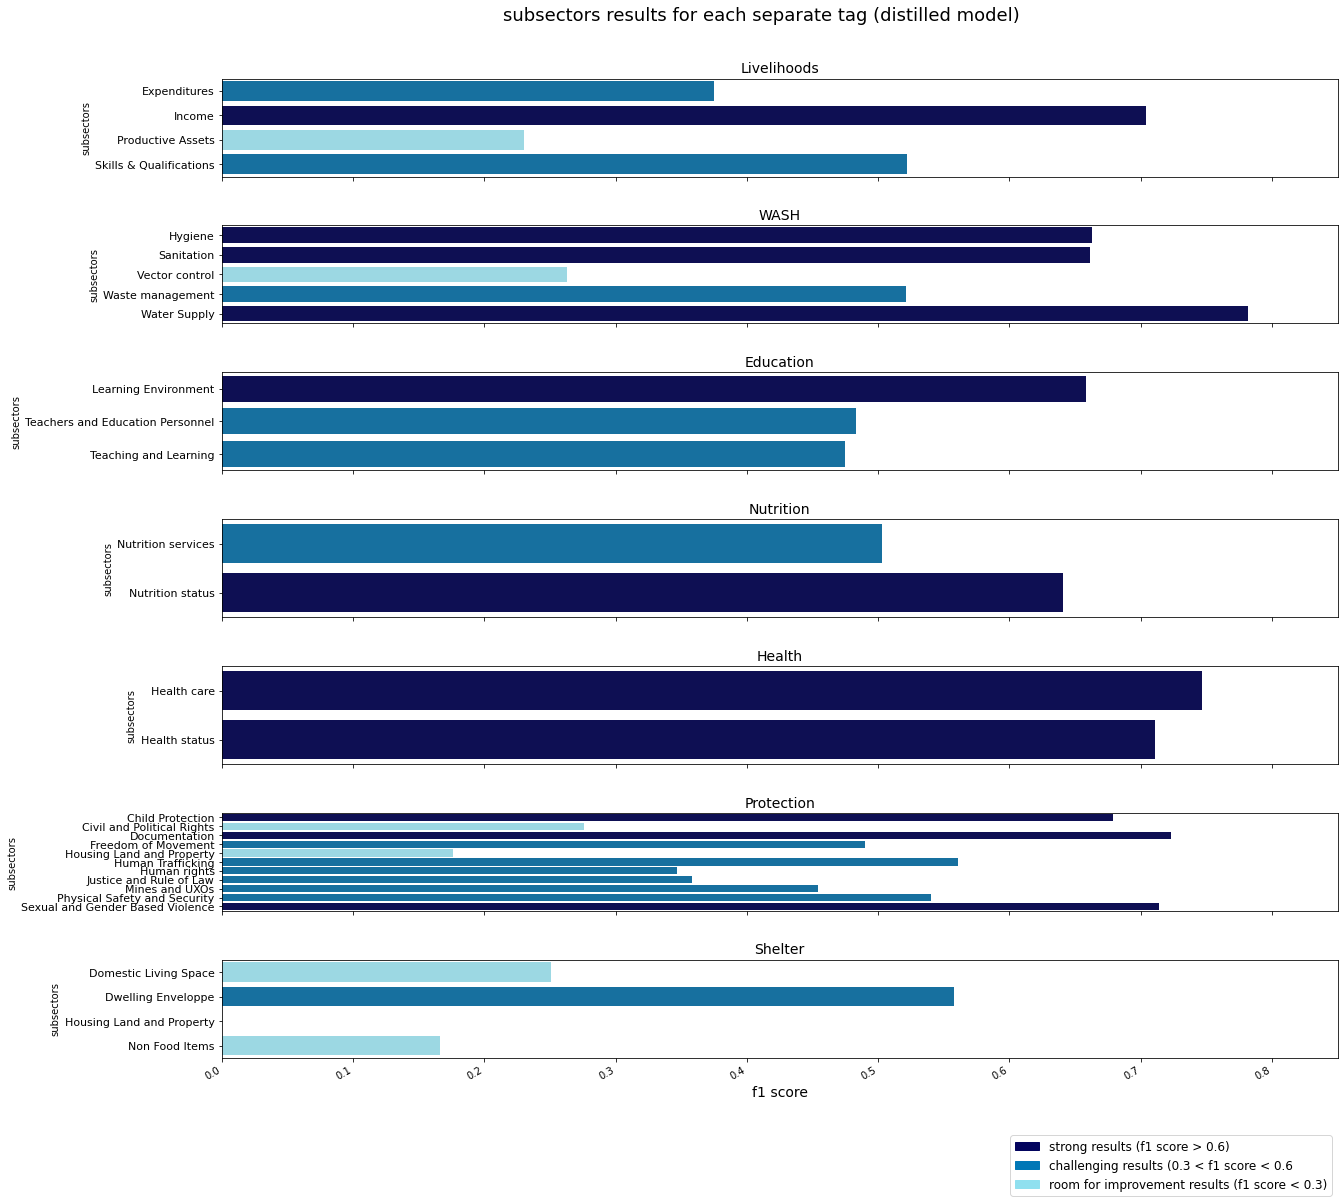 subsectors results for each separate tag (distilled model)
Livelihoods
subsectors
Expenditures
Income
Productive Assets
Skills & Qualifications
WASH
subsectors
Hygiene
Sanitation
Vector control
Waste management
Water Supply
Education
subsectors
Learning Environment
Teachers and Education Personnel
Teaching and Learning
Nutrition
subsectors
Nutrition services
Nutrition status
Health
subsectors
Health care
Health status
Protection
subsectors
Child Protection
Civil and Political Rights
Documentation
Freedom of Movement
Housing Land and Property
Human Trafficking
Human rights
Justice and Rule of Law
Mines and UXOs
Physical Safety and Security
Sexual and Gender Based Violence
Shelter
subsectors
Domestic Living Space
Dwelling Enveloppe
Housing Land and Property
Non Food Items
0.0 0.1 0.2 0.3 0.4 0.5 0.6 0.7 0.8
f1 score
strong results (f1 score > 0.6)
challenging results (0.3 < f1 score < 0.6
room for improvement results (f1 score < 0.3)